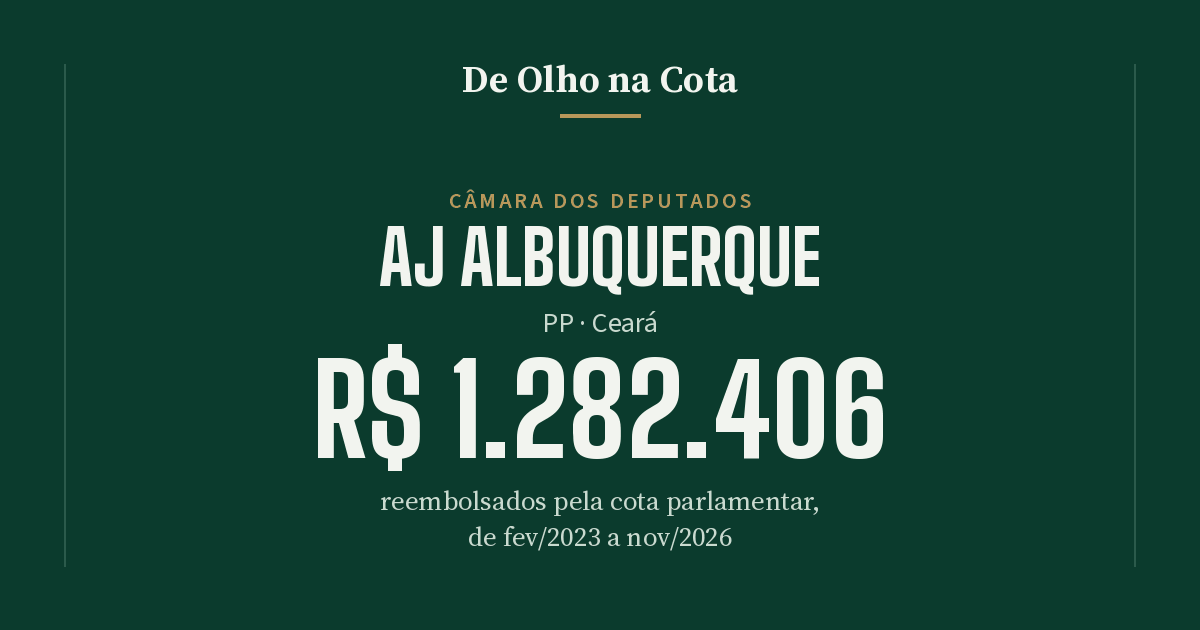 De Olho na Cota
CÂMARA DOS DEPUTADOS
AJ ALBUQUERQUE
PP · Ceará
R$ 1.282.406
reembolsados pela cota parlamentar,
de fev/2023 a nov/2026